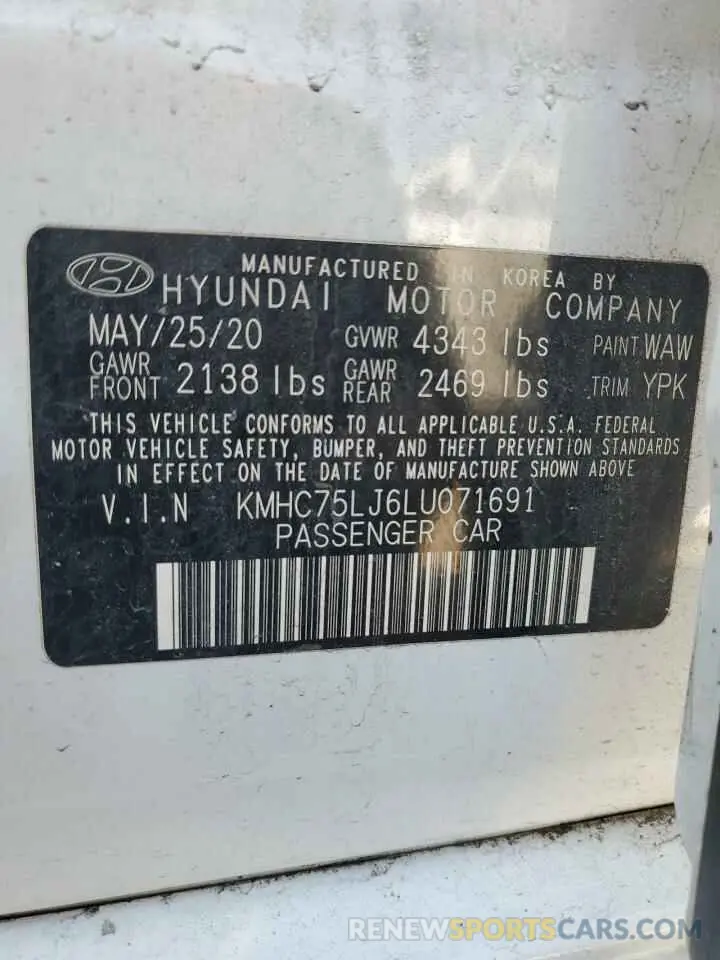 MANUFACTURED IN KOREA BY
HYUNDAI MOTOR COMPANY
MAY/25/20 GVWR 4343 lbs PAINT WAW
GAWR FRONT 2138 lbs GAWR REAR 2469 lbs TRIM YPK
THIS VEHICLE CONFORMS TO ALL APPLICABLE U.S.A. FEDERAL
MOTOR VEHICLE SAFETY, BUMPER, AND THEFT PREVENTION STANDARDS
IN EFFECT ON THE DATE OF MANUFACTURE SHOWN ABOVE
V.I.N KMHC75LJ6LU071691
PASSENGER CAR
RENEWSPORTSCARS.COM